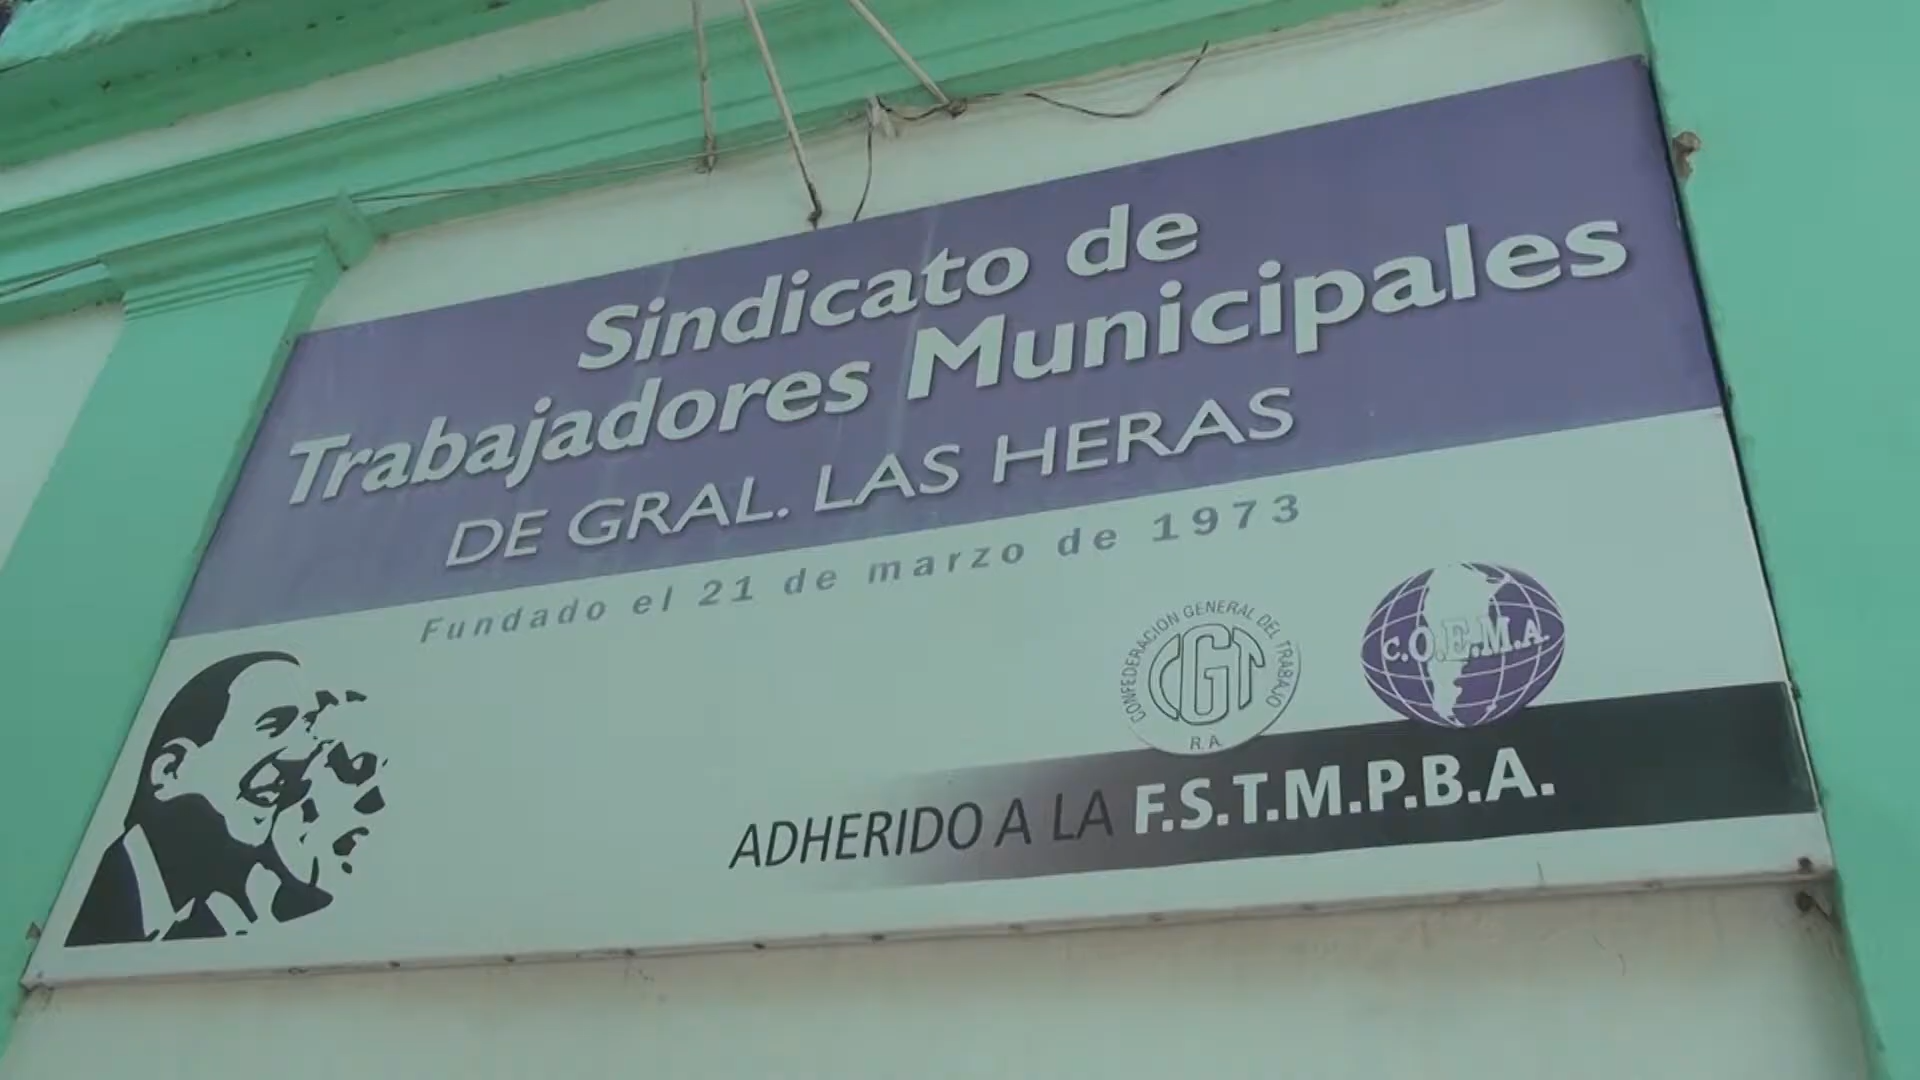 Sindicato de
Trabajadores Municipales
DE GRAL. LAS HERAS
Fundado el 21 de marzo de 1973
CONFEDERACION GENERAL DEL TRABAJO
CGT
R.A.
C.O.E.M.A.
ADHERIDO A LA F.S.T.M.P.B.A.